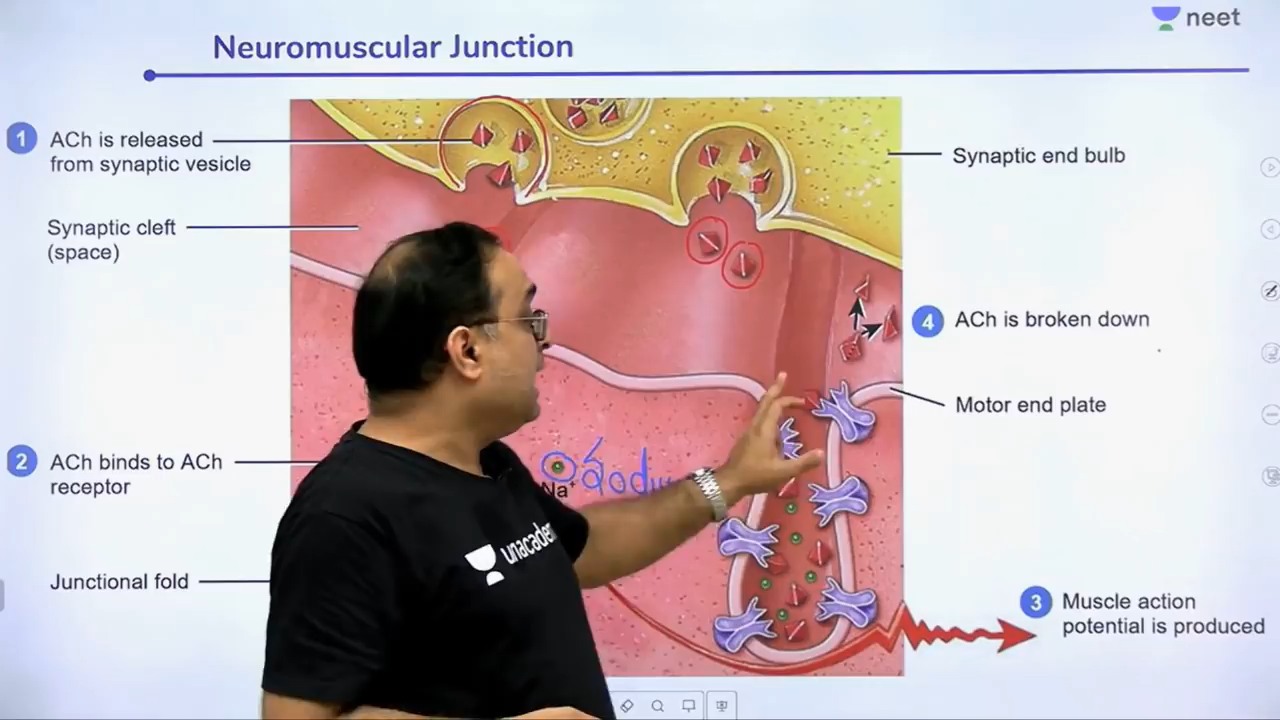 neet
Neuromuscular Junction
1 ACh is released
from synaptic vesicle
Synaptic end bulb
Synaptic cleft
(space)
4 ACh is broken down
Motor end plate
2 ACh binds to ACh
receptor
Na⁺
Junctional fold
3 Muscle action
potential is produced